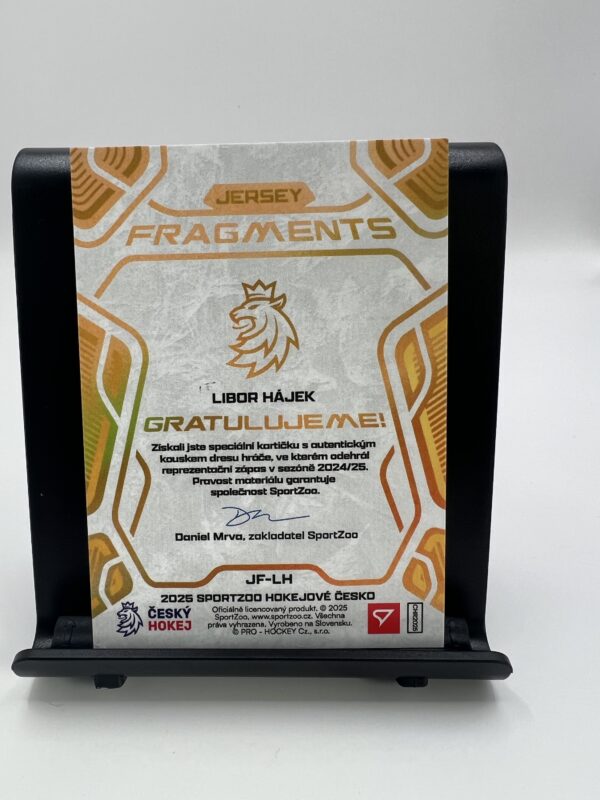 JERSEY
FRAGMENTS
LIBOR HÁJEK
GRATULUJEME!
Získali jste speciální kartičku s autentickým
kouskem dresu hráče, ve kterém odehrál
reprezentační zápas v sezóně 2024/25.
Pravost materiálu garantuje
společnost SportZoo.
Daniel Mrva, zakladatel SportZoo
JF-LH
2025 SPORTZOO HOKEJOVÉ ČESKO
ČESKÝ
HOKEJ
Oficiálně licencovaný produkt. © 2025
SportZoo, www.sportzoo.cz. Všechna
práva vyhrazena. Vyrobeno na Slovensku.
© PRO - HOCKEY Cz., s.r.o.